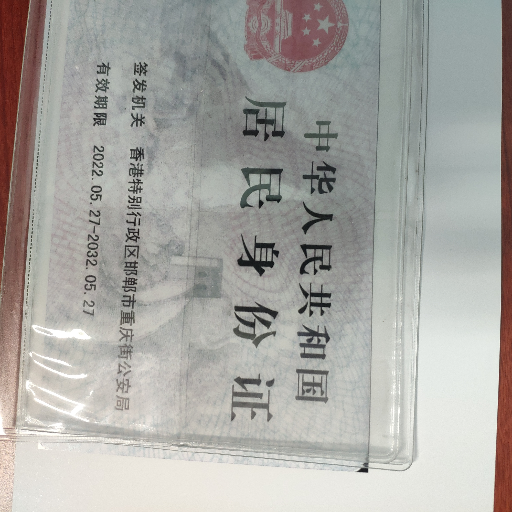 中华人民共和国
居民身份证
签发机关 香港特别行政区邯郸市重庆街公安局
有效期限 2022.05.27-2032.05.27